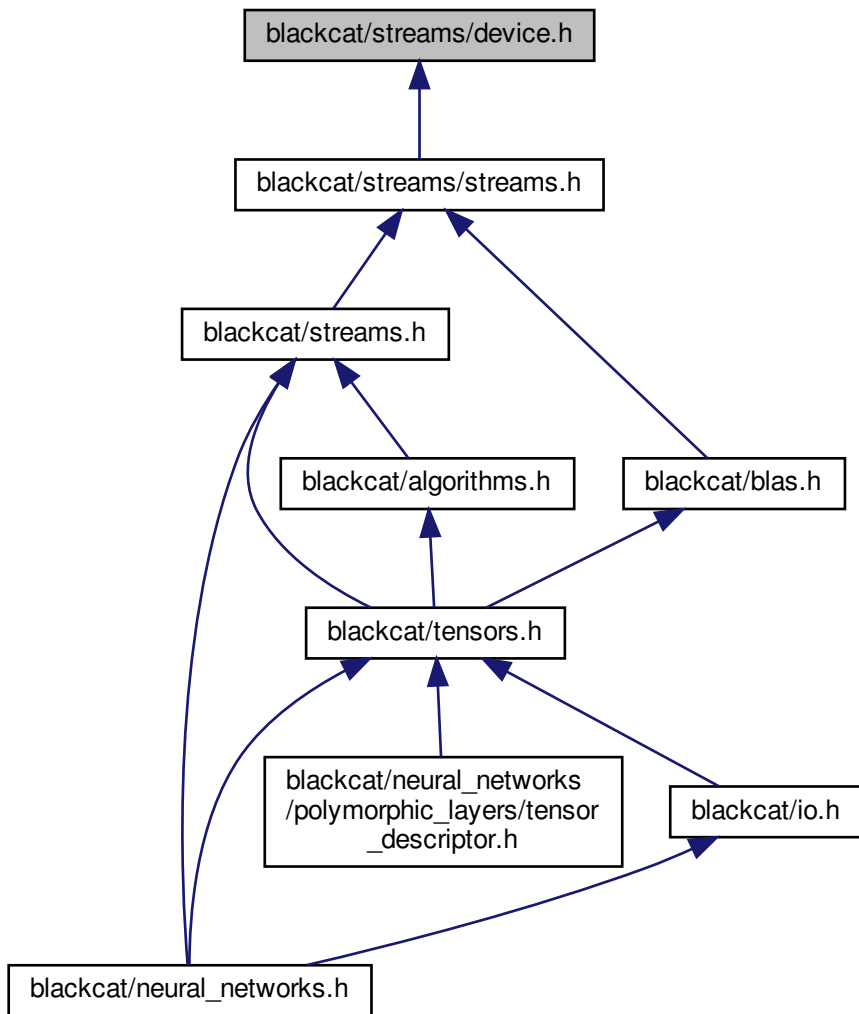 blackcat/streams/device.h
blackcat/streams/streams.h
blackcat/streams.h
blackcat/algorithms.h
blackcat/blas.h
blackcat/tensors.h
blackcat/neural_networks
/polymorphic_layers/tensor
_descriptor.h
blackcat/io.h
blackcat/neural_networks.h